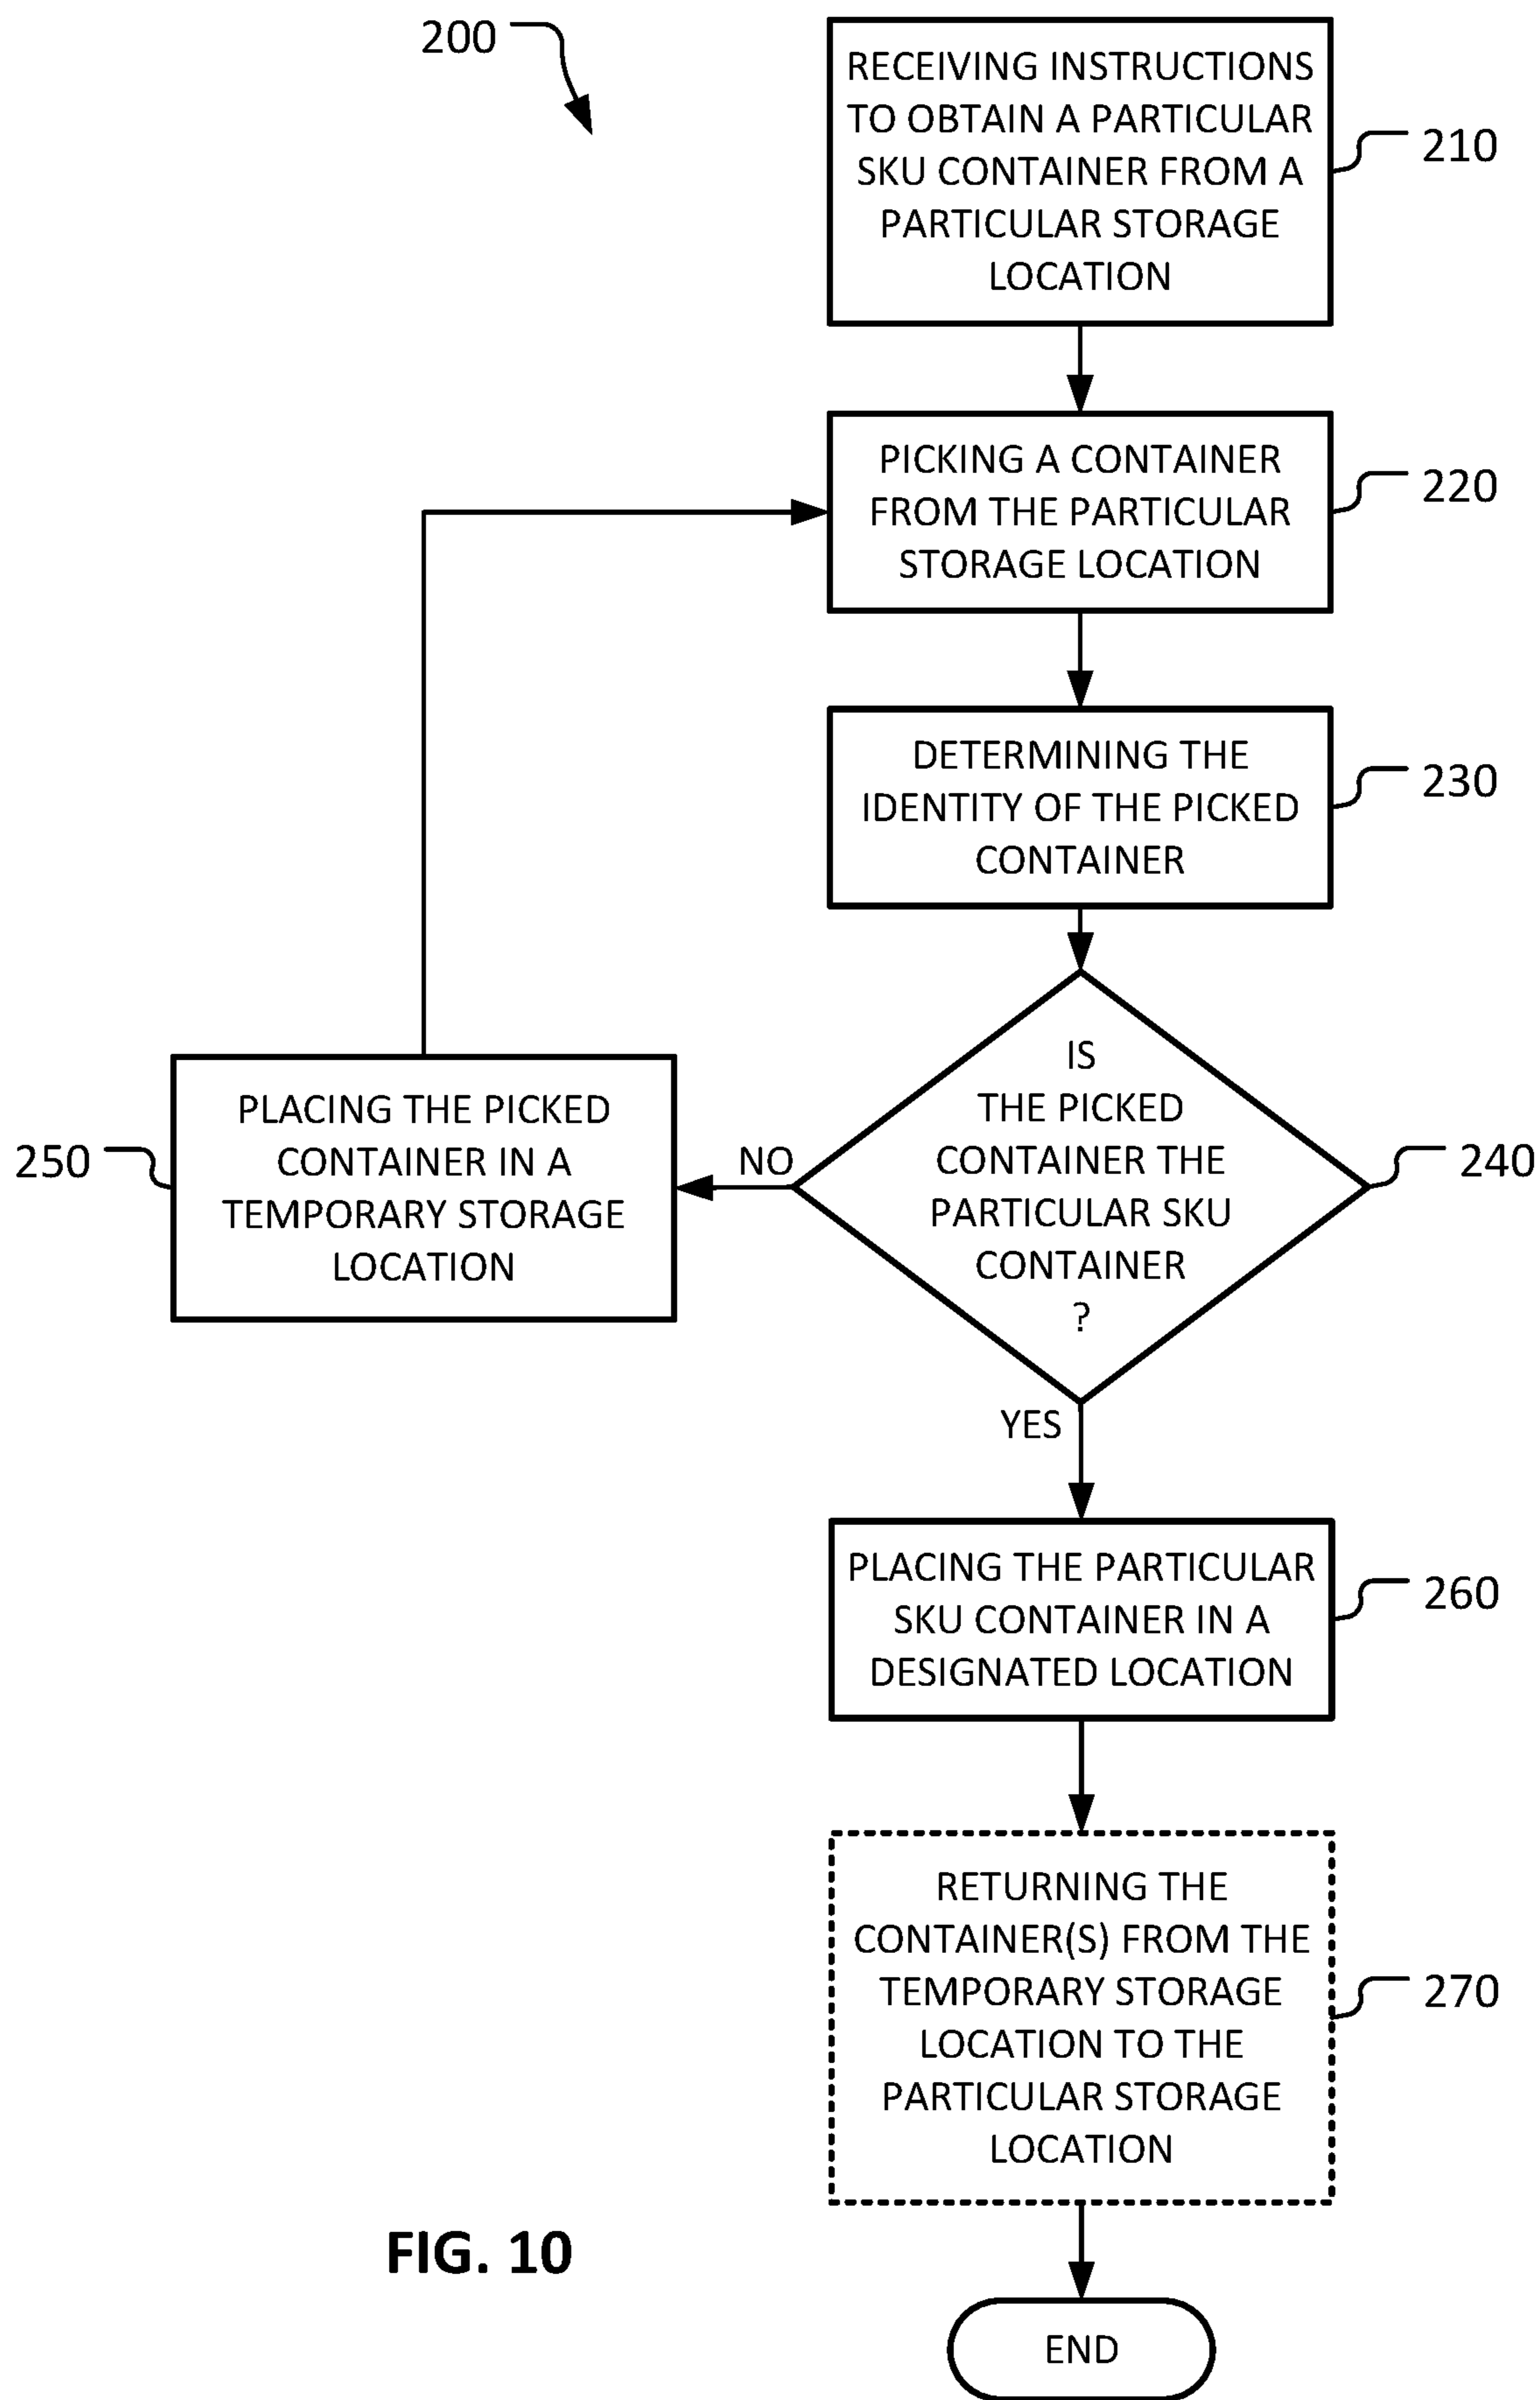 200
RECEIVING INSTRUCTIONS
TO OBTAIN A PARTICULAR
SKU CONTAINER FROM A
PARTICULAR STORAGE
LOCATION
210
PICKING A CONTAINER
FROM THE PARTICULAR
STORAGE LOCATION
220
DETERMINING THE
IDENTITY OF THE PICKED
CONTAINER
230
IS
THE PICKED
CONTAINER THE
PARTICULAR SKU
CONTAINER
?
240
NO
PLACING THE PICKED
CONTAINER IN A
TEMPORARY STORAGE
LOCATION
250
YES
PLACING THE PARTICULAR
SKU CONTAINER IN A
DESIGNATED LOCATION
260
RETURNING THE
CONTAINER(S) FROM THE
TEMPORARY STORAGE
LOCATION TO THE
PARTICULAR STORAGE
LOCATION
270
FIG. 10
END